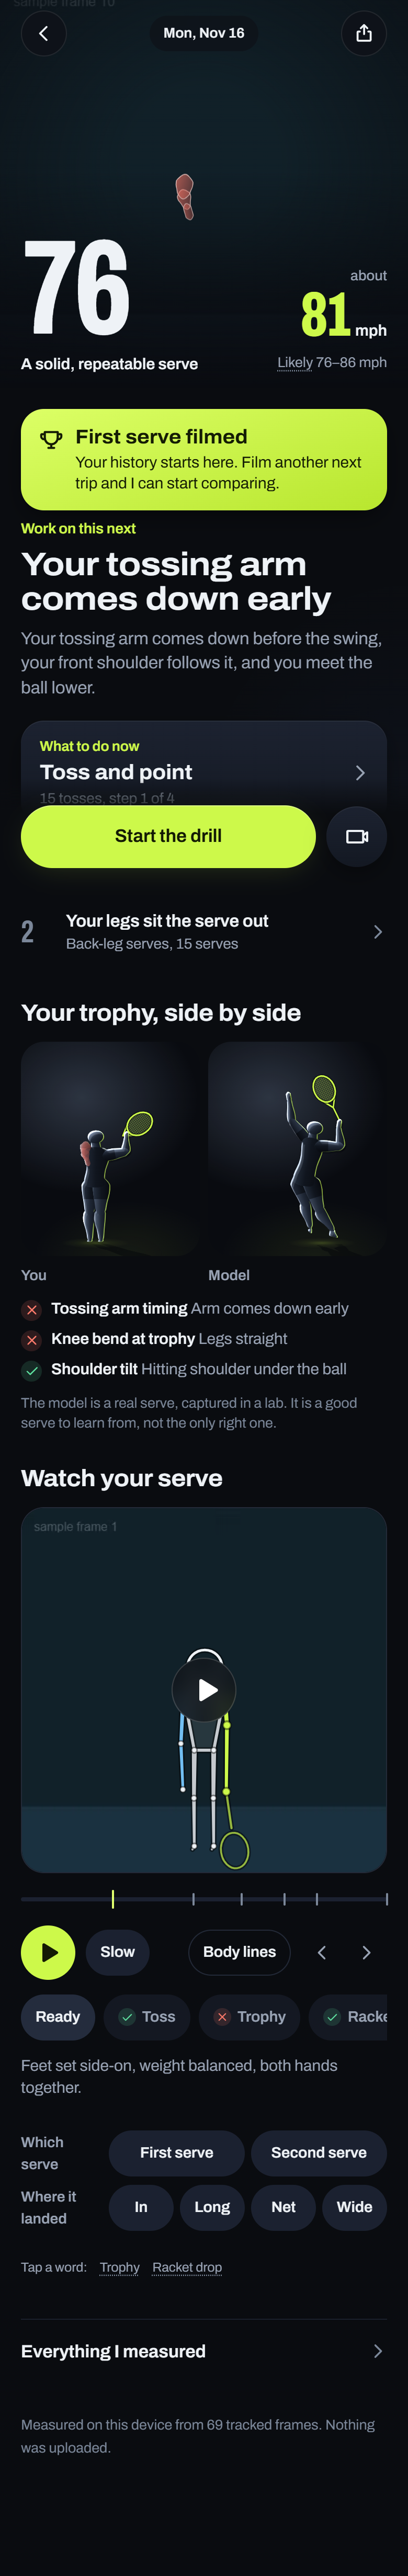 sample frame 10
Mon, Nov 16
76
about
81 mph
A solid, repeatable serve
Likely 76–86 mph
First serve filmed
Your history starts here. Film another next
trip and I can start comparing.
Work on this next
Your tossing arm
comes down early
Your tossing arm comes down before the swing,
your front shoulder follows it, and you meet the
ball lower.
What to do now
Toss and point
15 tosses, step 1 of 4
Start the drill
2
Your legs sit the serve out
Back-leg serves, 15 serves
Your trophy, side by side
You
Model
Tossing arm timing Arm comes down early
Knee bend at trophy Legs straight
Shoulder tilt Hitting shoulder under the ball
The model is a real serve, captured in a lab. It is a good
serve to learn from, not the only right one.
Watch your serve
sample frame 1
Slow
Body lines
Ready
Toss
Trophy
Racke
Feet set side-on, weight balanced, both hands
together.
Which
serve
First serve
Second serve
Where it
landed
In
Long
Net
Wide
Tap a word: Trophy Racket drop
Everything I measured
Measured on this device from 69 tracked frames. Nothing
was uploaded.